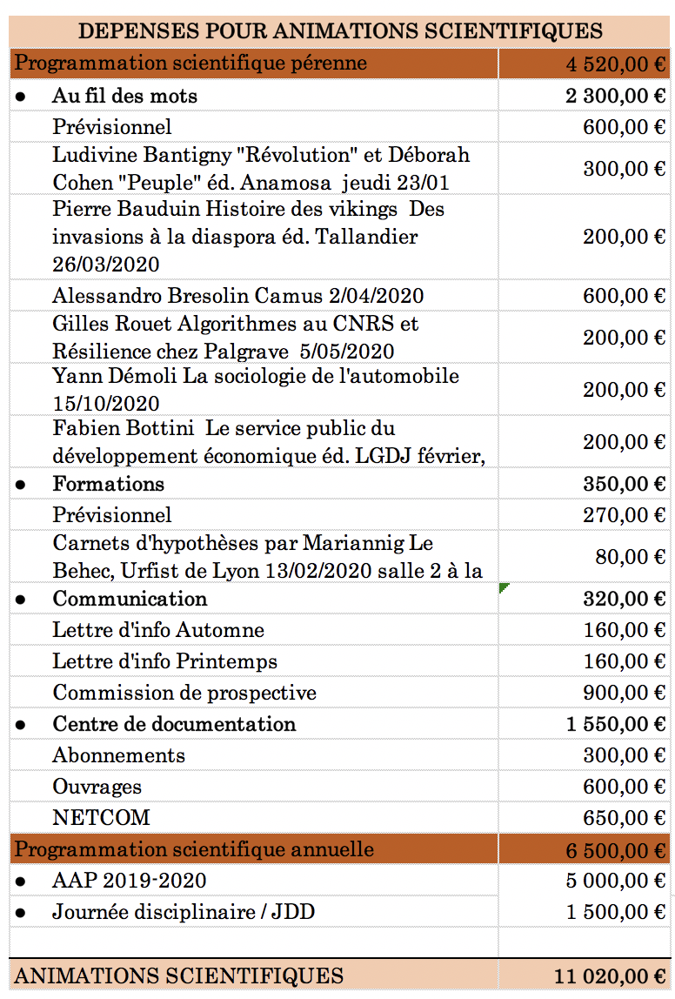 DEPENSES POUR ANIMATIONS SCIENTIFIQUES
Programmation scientifique pérenne 4 520,00 €
● Au fil des mots 2 300,00 €
Prévisionnel 600,00 €
Ludivine Bantigny "Révolution" et Déborah
Cohen "Peuple" éd. Anamosa jeudi 23/01 300,00 €
Pierre Bauduin Histoire des vikings Des
invasions à la diaspora éd. Tallandier 200,00 €
26/03/2020
Alessandro Bresolin Camus 2/04/2020 600,00 €
Gilles Rouet Algorithmes au CNRS et
Résilience chez Palgrave 5/05/2020 200,00 €
Yann Démoli La sociologie de l'automobile
15/10/2020 200,00 €
Fabien Bottini Le service public du
développement économique éd. LGDJ février, 200,00 €
● Formations 350,00 €
Prévisionnel 270,00 €
Carnets d'hypothèses par Mariannig Le
Behec, Urfist de Lyon 13/02/2020 salle 2 à la 80,00 €
● Communication 320,00 €
Lettre d'info Automne 160,00 €
Lettre d'info Printemps 160,00 €
Commission de prospective 900,00 €
● Centre de documentation 1 550,00 €
Abonnements 300,00 €
Ouvrages 600,00 €
NETCOM 650,00 €
Programmation scientifique annuelle 6 500,00 €
● AAP 2019-2020 5 000,00 €
● Journée disciplinaire / JDD 1 500,00 €
ANIMATIONS SCIENTIFIQUES 11 020,00 €